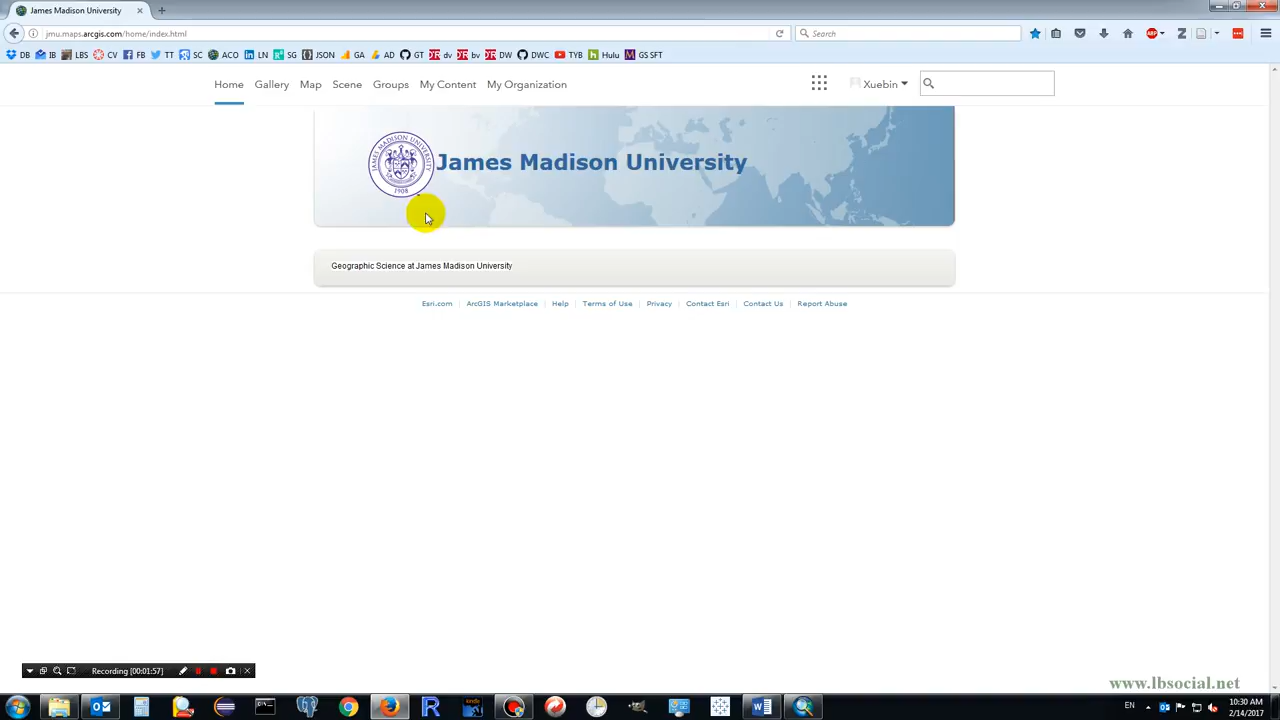 James Madison University
jmu.maps.arcgis.com/home/index.html
Search
DB IB LBS CV FB TT SC ACO LN SG JSON GA AD GT dv bv DW DWC TYB Hulu GS SFT
Home Gallery Map Scene Groups My Content My Organization Xuebin
JAMES MADISON UNIVERSITY
1908
James Madison University
Geographic Science at James Madison University
Esri.com ArcGIS Marketplace Help Terms of Use Privacy Contact Esri Contact Us Report Abuse
Recording [00:01:57]
www.lbsocial.net
EN 10:30 AM
2/14/2017